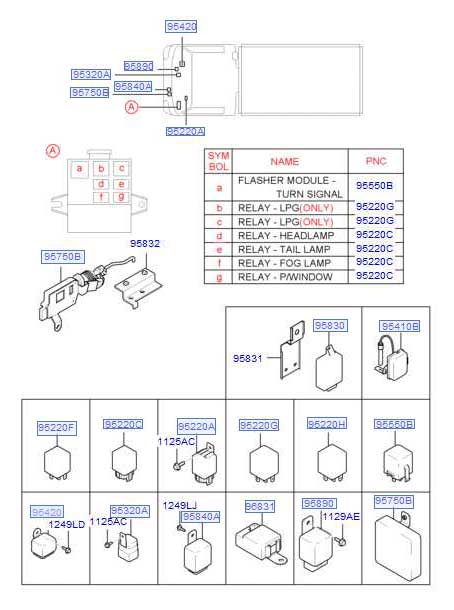 95420
95890
95320A
95840A
95750B
A
95220A
A
a b c
d e
f g
95750B
95832
SYM BOL NAME PNC
a FLASHER MODULE - TURN SIGNAL 95550B
b RELAY - LPG(ONLY) 95220G
c RELAY - LPG(ONLY) 95220G
d RELAY - HEADLAMP 95220C
e RELAY - TAIL LAMP 95220C
f RELAY - FOG LAMP 95220C
g RELAY - P/WINDOW 95220C
95831
95830
95410B
95220F
95220C
95220A
1125AC
95220G
95220H
95550B
95420
1249LD
95320A
1125AC
1249LJ
95840A
96831
95890
1129AE
95750B